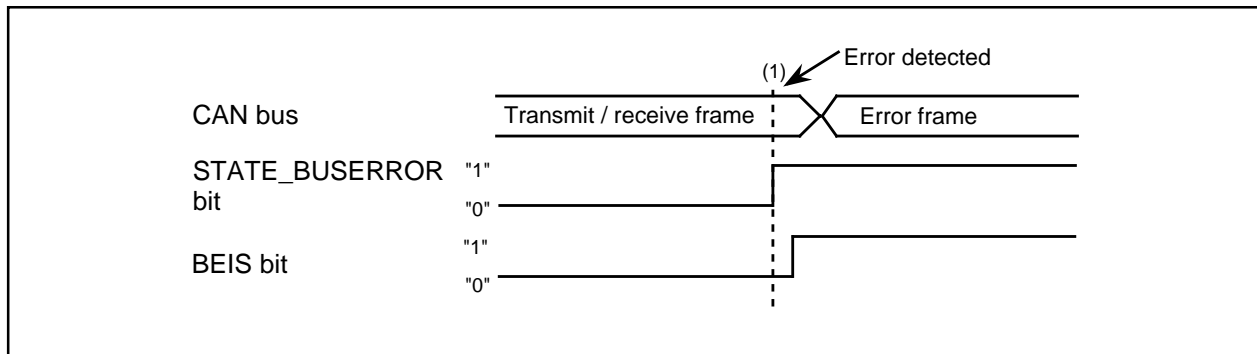 Error detected
(1)
CAN bus
Transmit / receive frame
Error frame
STATE_BUSERROR
bit
"1"
"0"
BEIS bit
"1"
"0"